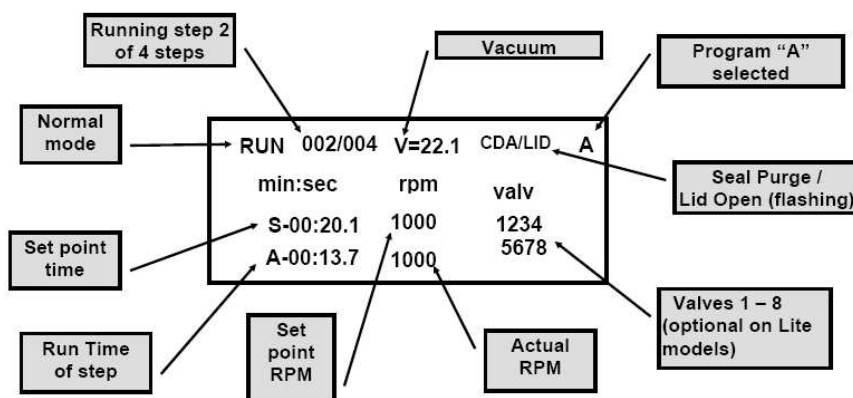 Running step 2
of 4 steps
Vacuum
Program “A”
selected
Normal
mode
RUN 002/004 V=22.1 CDA/LID A
min:sec rpm valv
Seal Purge /
Lid Open (flashing)
S-00:20.1 1000 1234
A-00:13.7 1000 5678
Set point
time
Run Time
of step
Set
point
RPM
Actual
RPM
Valves 1 – 8
(optional on Lite
models)